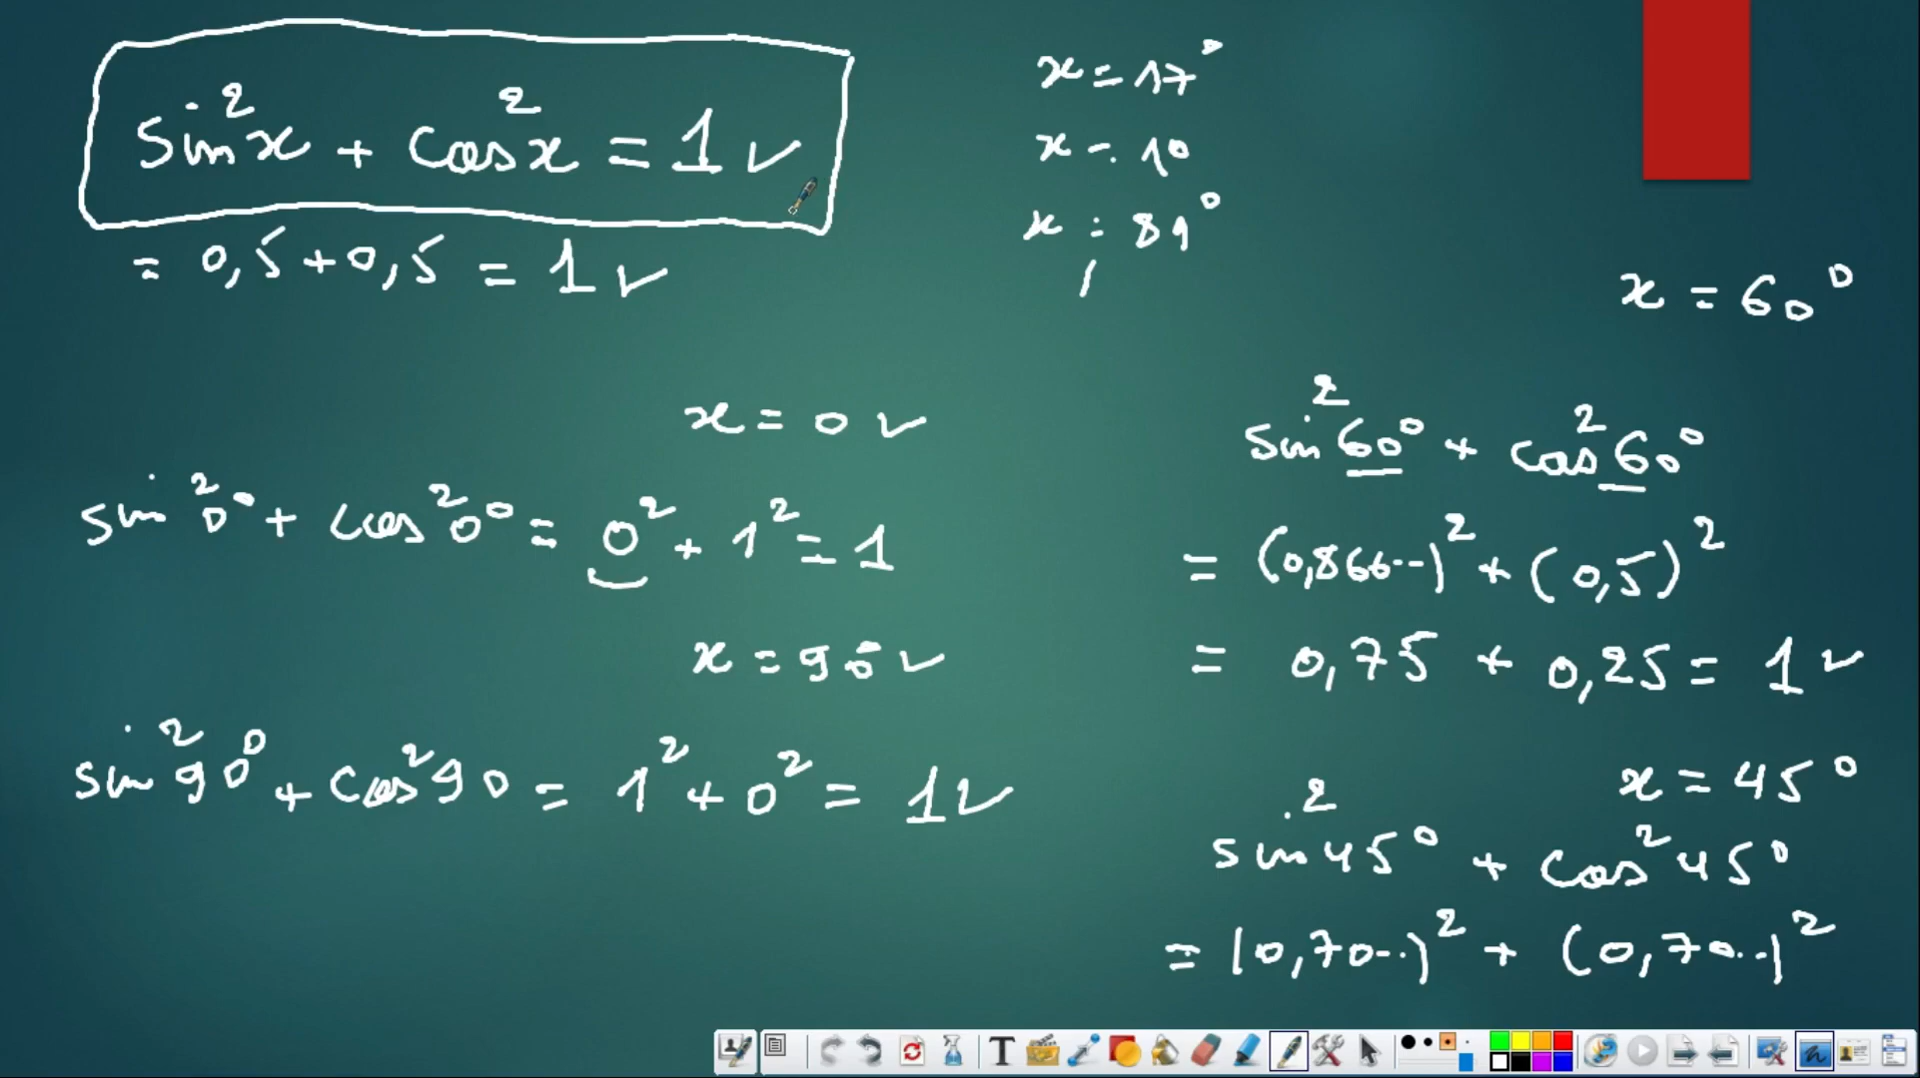 sin²x + cos²x = 1 ✓
= 0,5 + 0,5 = 1 ✓
x = 17°
x = 10
x = 89°
x = 0 ✓
sin²0° + cos²0° = 0² + 1² = 1
x = 90 ✓
sin²90° + cos²90 = 1² + 0² = 1 ✓
x = 60°
sin²60° + cos²60°
= (0,866..)² + (0,5)²
= 0,75 + 0,25 = 1 ✓
x = 45°
sin²45° + cos²45°
= (0,70..)² + (0,70..)²